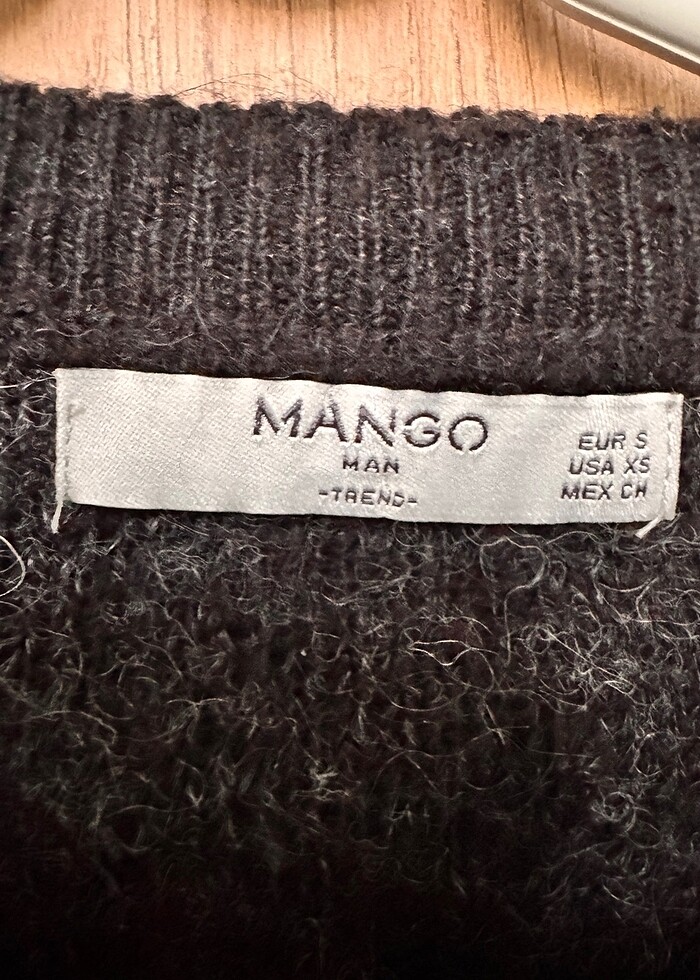 MANGO
MAN
-TREND-
EUR S
USA XS
MEX CH